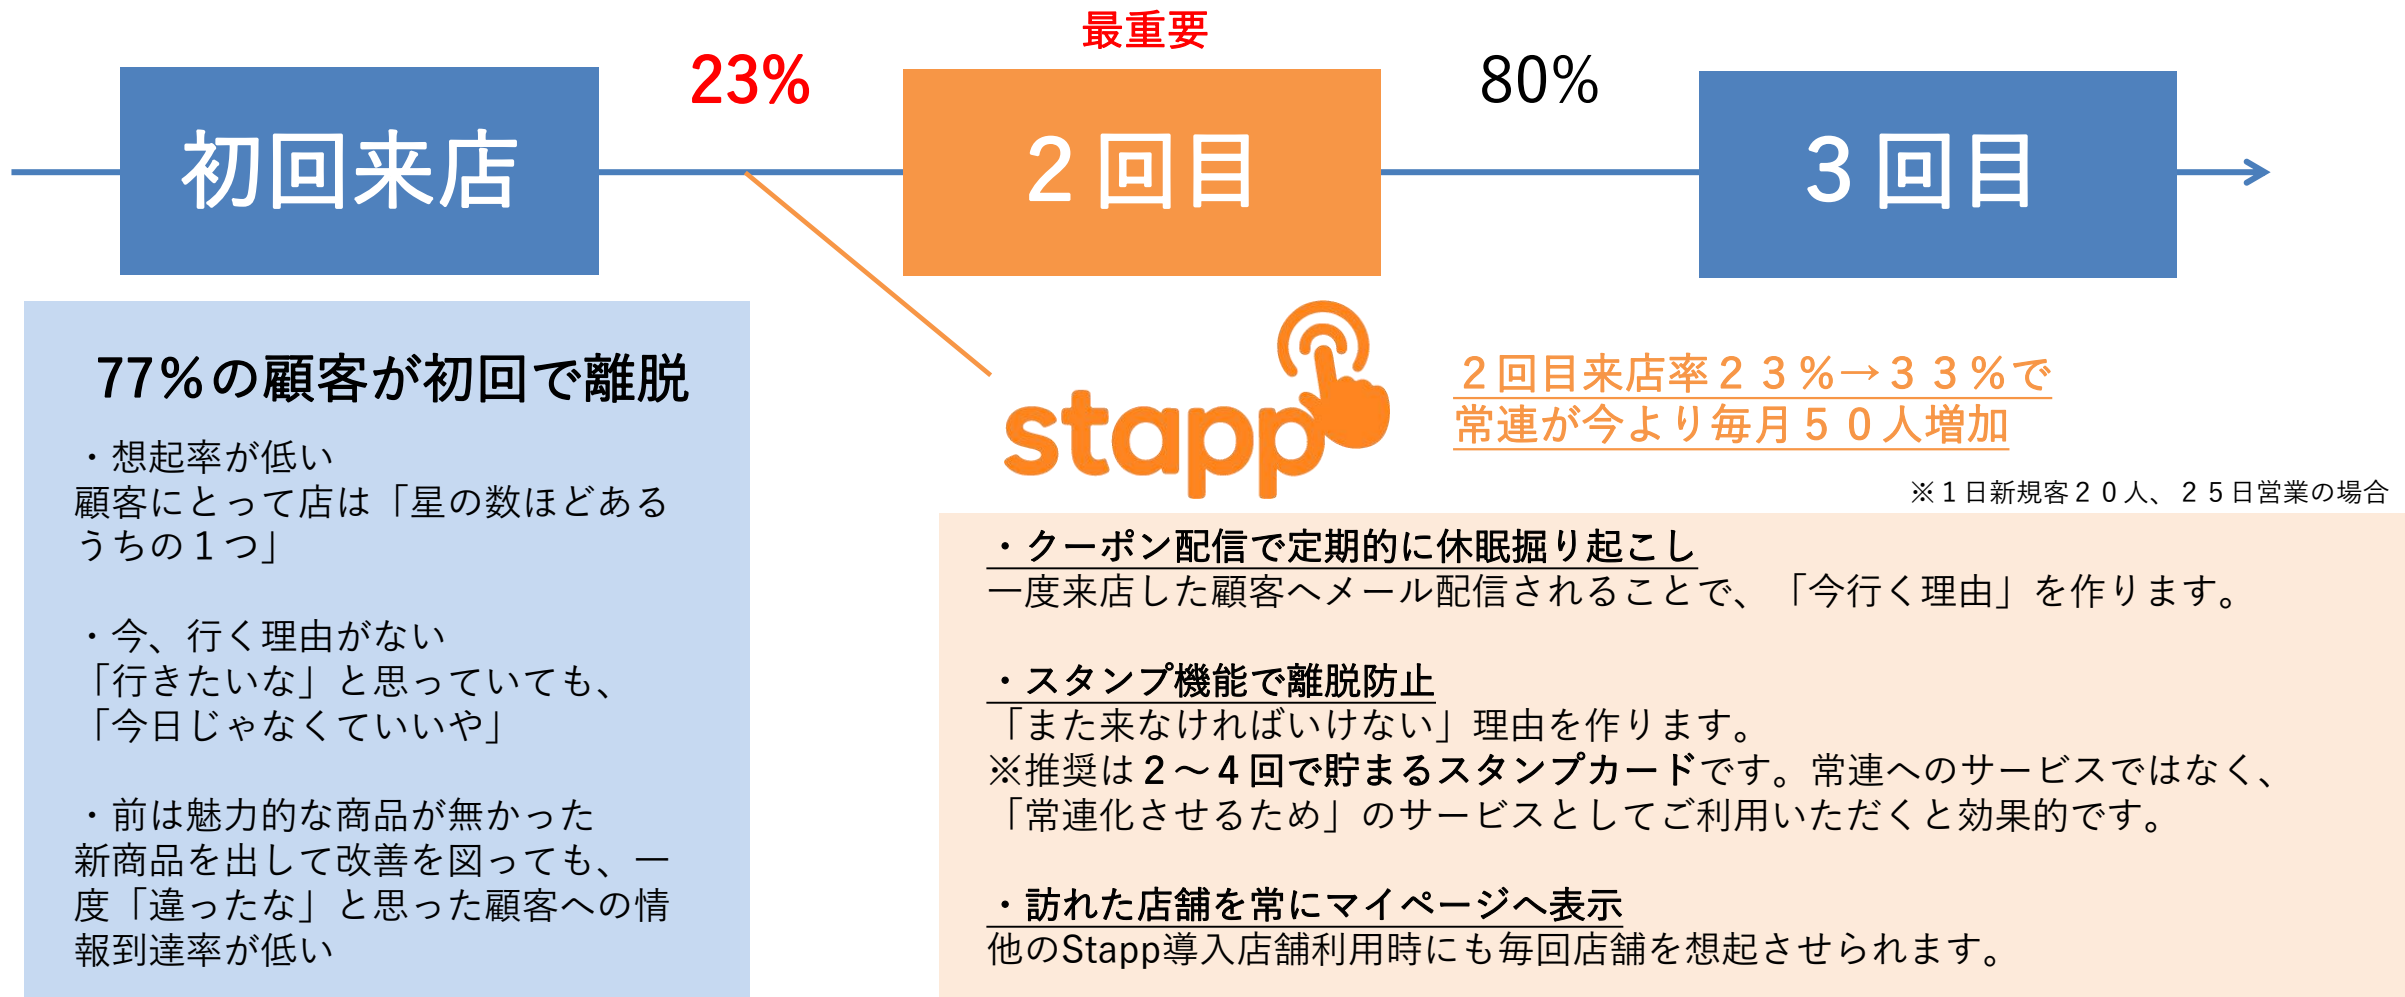 最重要
23%
80%
初回来店
２回目
３回目
77％の顧客が初回で離脱
・想起率が低い
顧客にとって店は「星の数ほどある
うちの１つ」
・今、行く理由がない
「行きたいな」と思っていても、
「今日じゃなくていいや」
・前は魅力的な商品が無かった
新商品を出して改善を図っても、一
度「違ったな」と思った顧客への情
報到達率が低い
stapp
２回目来店率２３％→３３％で
常連が今より毎月５０人増加
※１日新規客２０人、２５日営業の場合
・クーポン配信で定期的に休眠掘り起こし
一度来店した顧客へメール配信されることで、「今行く理由」を作ります。
・スタンプ機能で離脱防止
「また来なければいけない」理由を作ります。
※推奨は２～４回で貯まるスタンプカードです。常連へのサービスではなく、
「常連化させるため」のサービスとしてご利用いただくと効果的です。
・訪れた店舗を常にマイページへ表示
他のStapp導入店舗利用時にも毎回店舗を想起させられます。